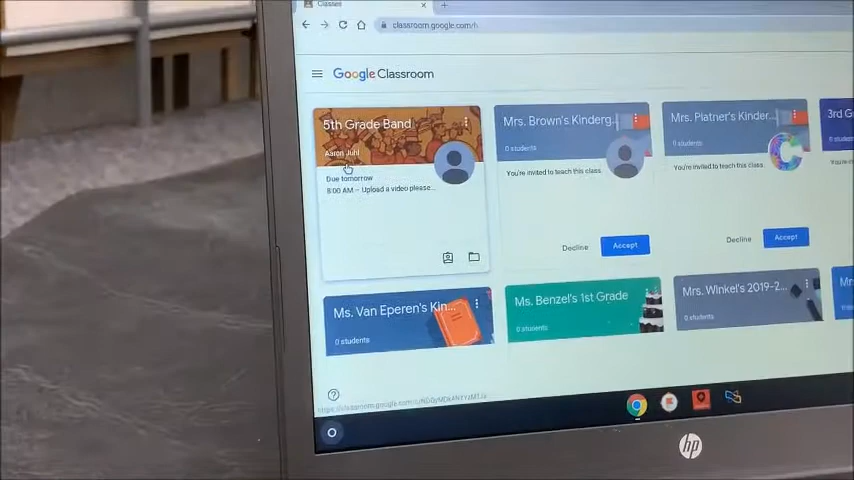 Classes
classroom.google.com/h
Google Classroom
5th Grade Band
Aaron Juhl
Due tomorrow
8:00 AM – Upload a video please...
Mrs. Brown's Kinderg...
0 students
You're invited to teach this class.
Decline
Accept
Mrs. Platner's Kinder...
0 students
You're invited to teach this class.
Decline
Accept
3rd G
Ms. Van Eperen's Kin...
0 students
Ms. Benzel's 1st Grade
0 students
Mrs. Winkel's 2019-2...
0 students
Mrs.
hp